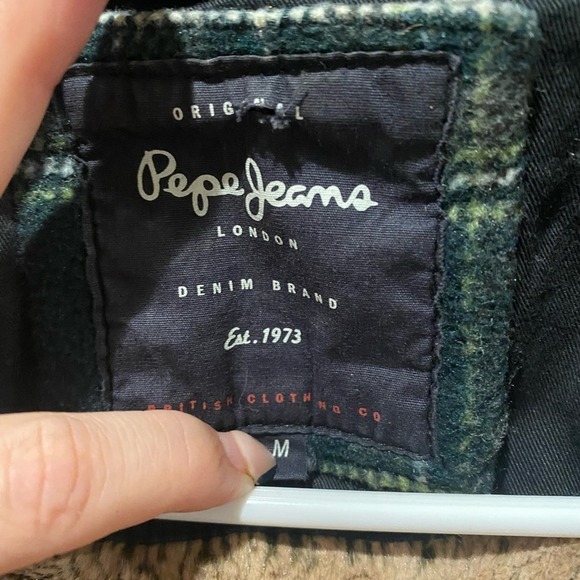 ORIGINAL
Pepe Jeans
LONDON
DENIM BRAND
Est. 1973
BRITISH CLOTHING CO.
M